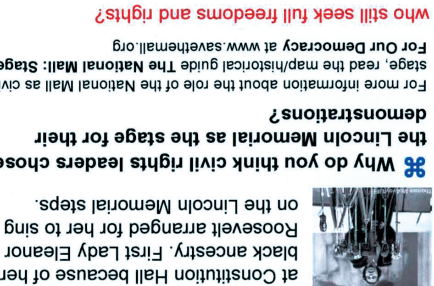 at Constitution Hall because of her
black ancestry. First Lady Eleanor
Roosevelt arranged for her to sing
on the Lincoln Memorial steps.
⌘ Why do you think civil rights leaders chose
the Lincoln Memorial as the stage for their
demonstrations?
For more information about the role of the National Mall as civi
stage, read the map/historical guide The National Mall: Stage
For Our Democracy at www.savethemall.org
who still seek full freedoms and rights?